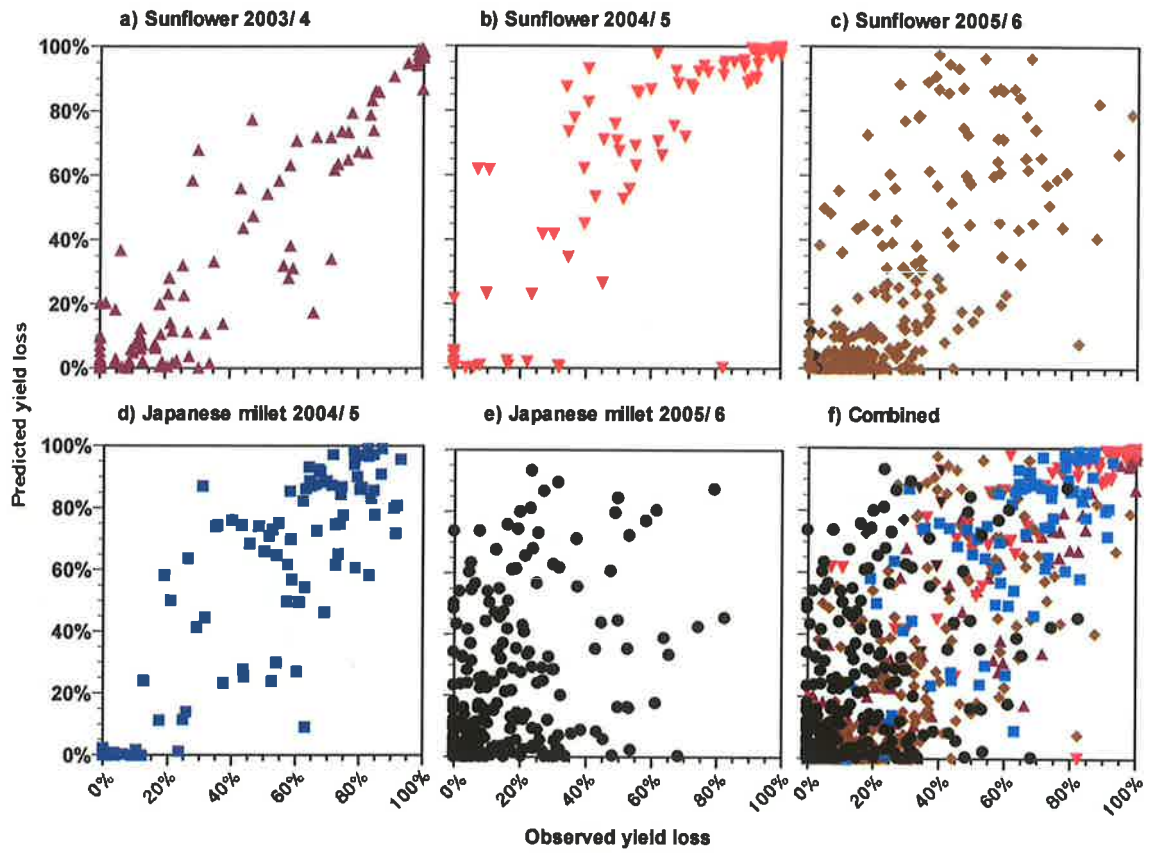 a) Sunflower 2003/4
b) Sunflower 2004/5
c) Sunflower 2005/6
100%
80%
60%
40%
20%
0%
Predicted yield loss
d) Japanese millet 2004/5
e) Japanese millet 2005/6
f) Combined
100%
80%
60%
40%
20%
0%
0% 20% 40% 60% 80% 100%
0% 20% 40% 60% 80% 100%
0% 20% 40% 60% 80% 100%
Observed yield loss